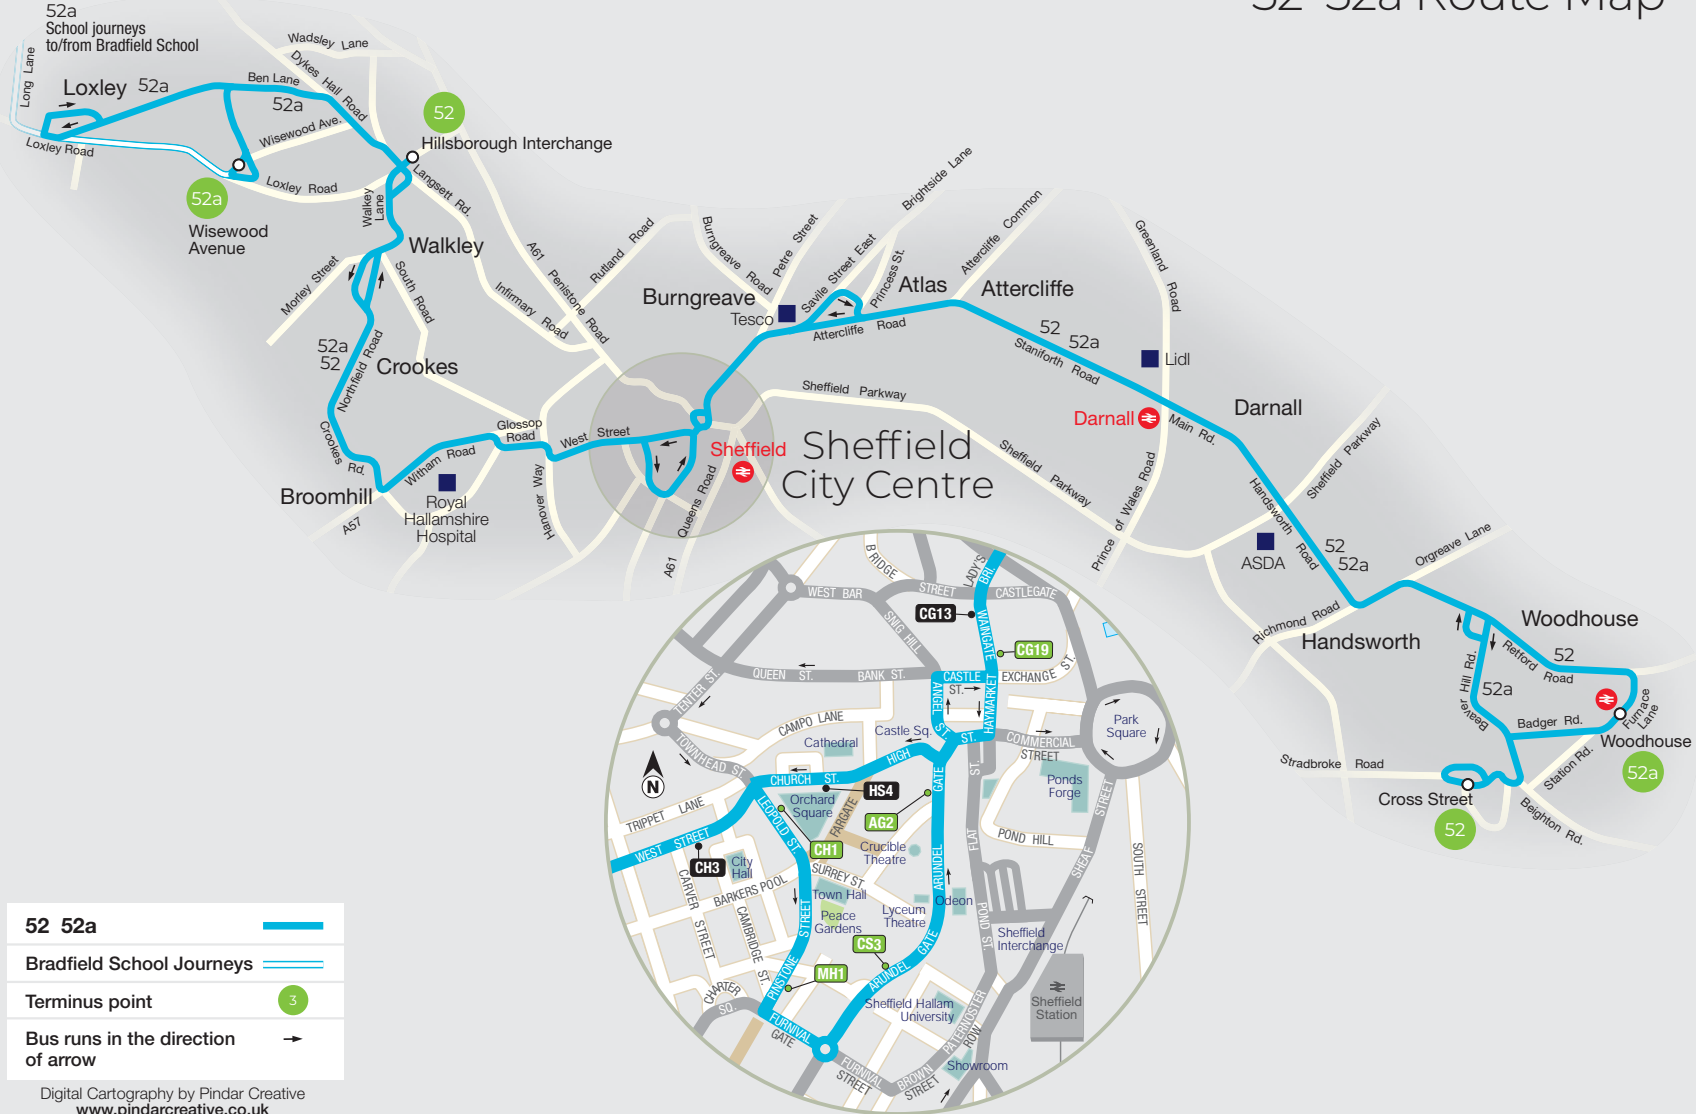 52 52a Route Map
52a
School journeys
to/from Bradfield School
Long Lane
Loxley
52a
Ben Lane
52a
Wadsley Lane
Dykes Hall Road
Wisewood Ave.
Loxley Road
Loxley Road
52
Hillsborough Interchange
52a
Wisewood
Avenue
Langsett Rd.
Walkey
Lane
Walkley
Morley Street
South Road
A61 Penistone Road
Infirmary Road
Rutland Road
Burngreave Road
Petre Street
Savile Street East
Brightside Lane
Princess St.
Attercliffe Common
Greenland Road
Burngreave
Tesco
Atlas
Attercliffe
Attercliffe Road
52
52a
Staniforth Road
Lidl
Darnall
Main Rd.
Darnall
52a
52
Northfield Road
Crookes
Crookes
Rd.
Broomhill
A57
Witham Road
Glossop
Road
West Street
Hanover Way
Royal
Hallamshire
Hospital
Sheffield
Queens Road
A61
Sheffield
City Centre
Sheffield Parkway
Sheffield Parkway
Prince of Wales Road
Sheffield Parkway
Handsworth Road
ASDA
52
52a
Orgreave Lane
Richmond Road
Handsworth
Woodhouse
52
Retford
Road
Beaver Hill Rd.
52a
Badger Rd.
Furnace
Lane
Woodhouse
52a
Station Rd.
Stradbroke Road
Cross Street
52
Beighton Rd.
BRIDGE
STREET
LADY'S
BRI.
CASTLEGATE
WEST BAR
SNIG HILL
CG13
WAINGATE
CG19
QUEEN ST.
BANK ST.
CASTLE
ST.
EXCHANGE ST.
TENTER ST.
ANGEL
ST.
HAYMARKET
CAMPO LANE
Cathedral
Castle Sq.
HIGH
ST.
COMMERCIAL
STREET
Park
Square
TOWNHEAD ST.
CHURCH ST.
HS4
GATE
ST.
Ponds
Forge
N
Orchard
Square
FARGATE
AG2
TRIPPET LANE
LEOPOLD ST.
CH1
Crucible
Theatre
FLAT
POND HILL
STREET
WEST STREET
CH3
City
Hall
SURREY ST.
ARUNDEL
SHEAF
SOUTH STREET
CARVER STREET
BARKERS POOL
CAMBRIDGE ST.
Town Hall
Peace
Gardens
Lyceum
Theatre
Odeon
POND ST.
STREET
CS3
GATE
Sheffield
Interchange
PINSTONE
MH1
ARUNDEL
CHARTER
SQ.
Sheffield Hallam
University
Sheffield
Station
FURNIVAL
GATE
PATERNOSTER
ROW
FURNIVAL
STREET
BROWN
STREET
Showroom
52 52a
Bradfield School Journeys
Terminus point
3
Bus runs in the direction
of arrow
Digital Cartography by Pindar Creative
www.pindarcreative.co.uk